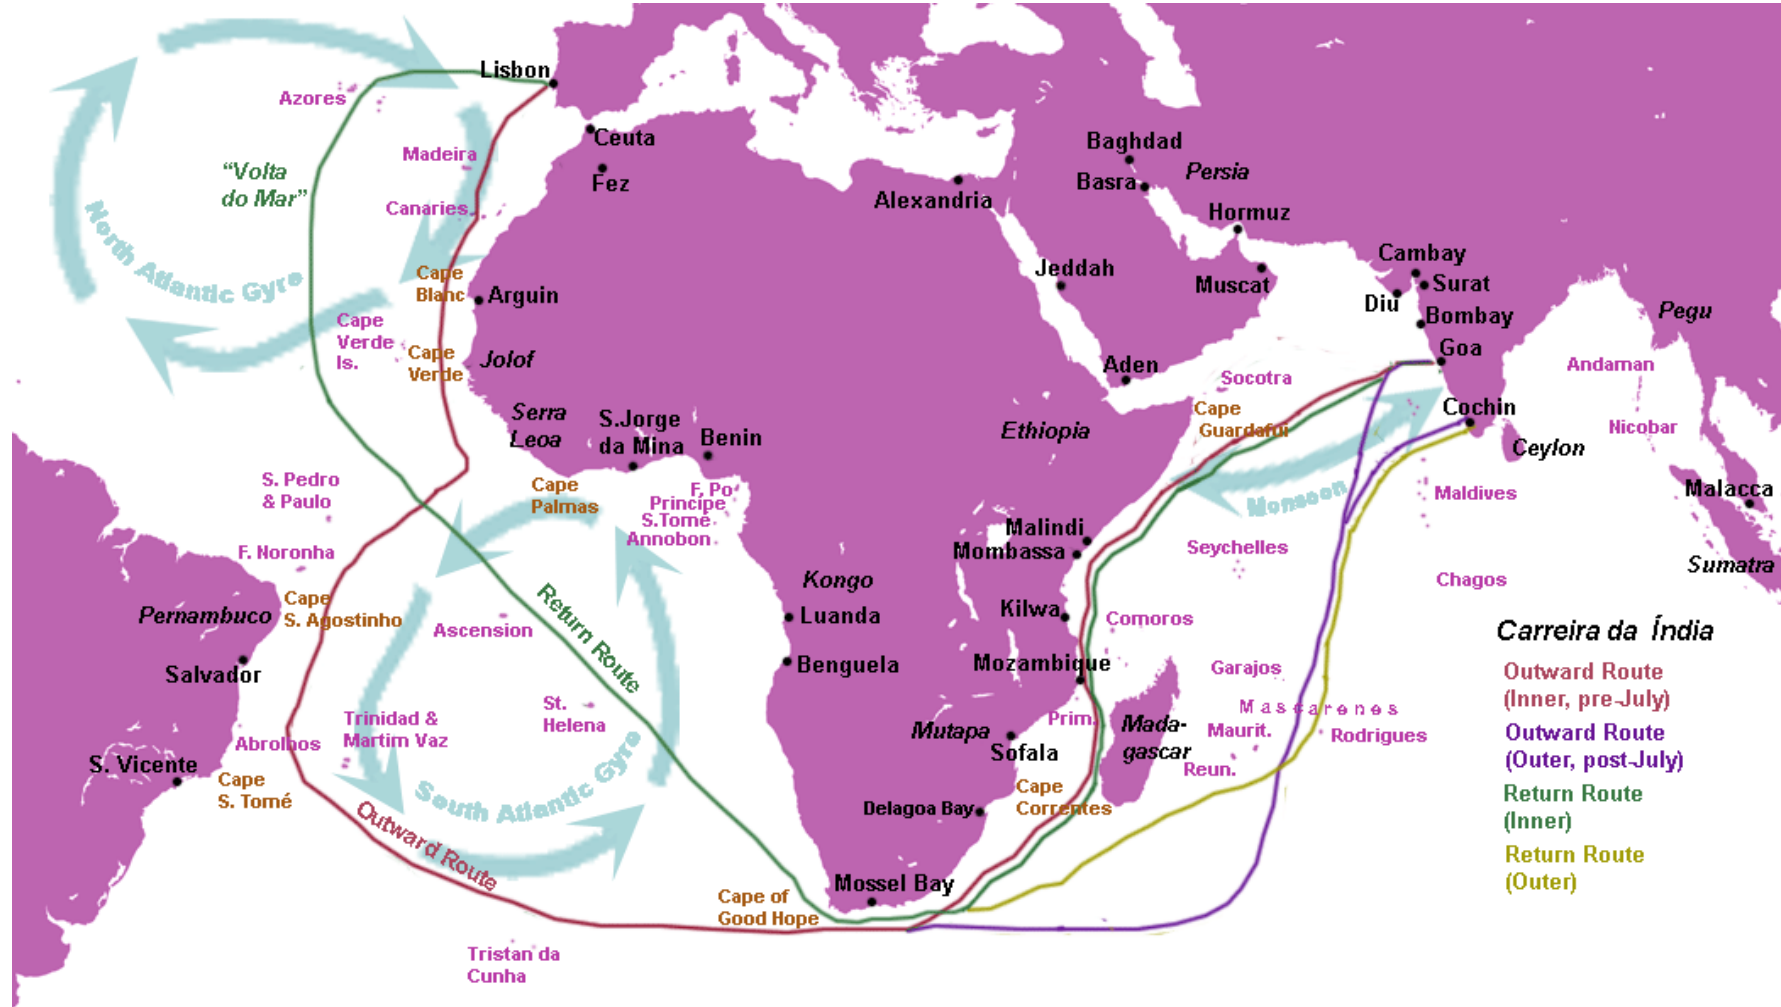 Lisbon
Azores
Madeira
"Volta
do Mar"
Canaries
North Atlantic Gyre
Ceuta
Fez
Alexandria
Baghdad
Basra
Persia
Hormuz
Muscat
Jeddah
Aden
Cambay
Surat
Diu
Bombay
Goa
Pegu
Andaman
Nicobar
Cochin
Ceylon
Malacca
Sumatra
Cape
Blanc
Arguin
Cape
Verde
Is.
Cape
Verde
Jolof
Serra
Leoa
S.Jorge
da Mina
Benin
Cape
Palmas
F. Po
Principe
S.Tomé
Annobon
Ethiopia
Socotra
Cape
Guardafui
Monsoon
Maldives
Seychelles
Chagos
S. Pedro
& Paulo
F. Noronha
Pernambuco
Cape
S. Agostinho
Salvador
Ascension
Return Route
Kongo
Luanda
Benguela
Malindi
Mombassa
Kilwa
Comoros
Mozambique
Garajos
Mascarenes
Maurit.
Rodrigues
Reun.
Prim.
Mada-
gascar
Mutapa
Sofala
Cape
Correntes
Delagoa Bay
Mossel Bay
Cape of
Good Hope
St.
Helena
Trinidad &
Martim Vaz
Abrolhos
S. Vicente
Cape
S. Tomé
South Atlantic Gyre
Outward Route
Tristan da
Cunha
Carreira da Índia
Outward Route
(Inner, pre-July)
Outward Route
(Outer, post-July)
Return Route
(Inner)
Return Route
(Outer)